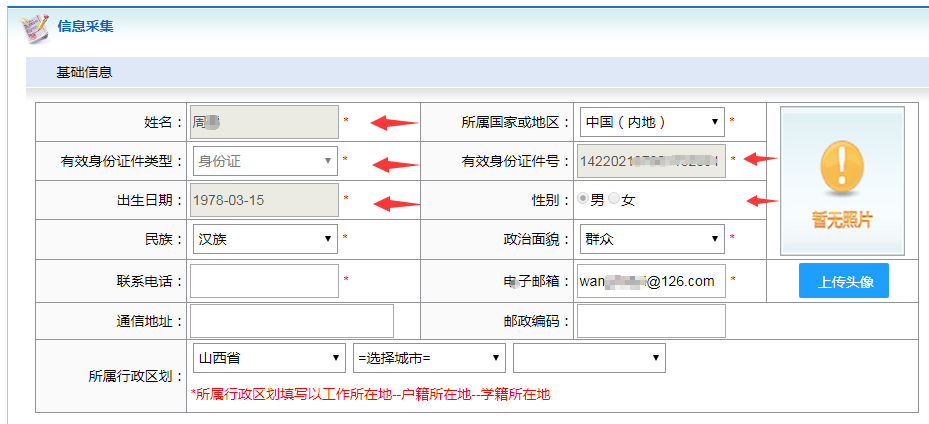 信息采集
基础信息
姓名： 周 * 所属国家或地区： 中国（内地） *
有效身份证件类型： 身份证 * 有效身份证件号： 1422021 *
出生日期： 1978-03-15 * 性别： 男 女
暂无照片
民族： 汉族 * 政治面貌： 群众 *
联系电话： * 电子邮箱： wan @126.com * 上传头像
通信地址： 邮政编码：
所属行政区划： 山西省 =选择城市=
*所属行政区划填写以工作所在地--户籍所在地--学籍所在地